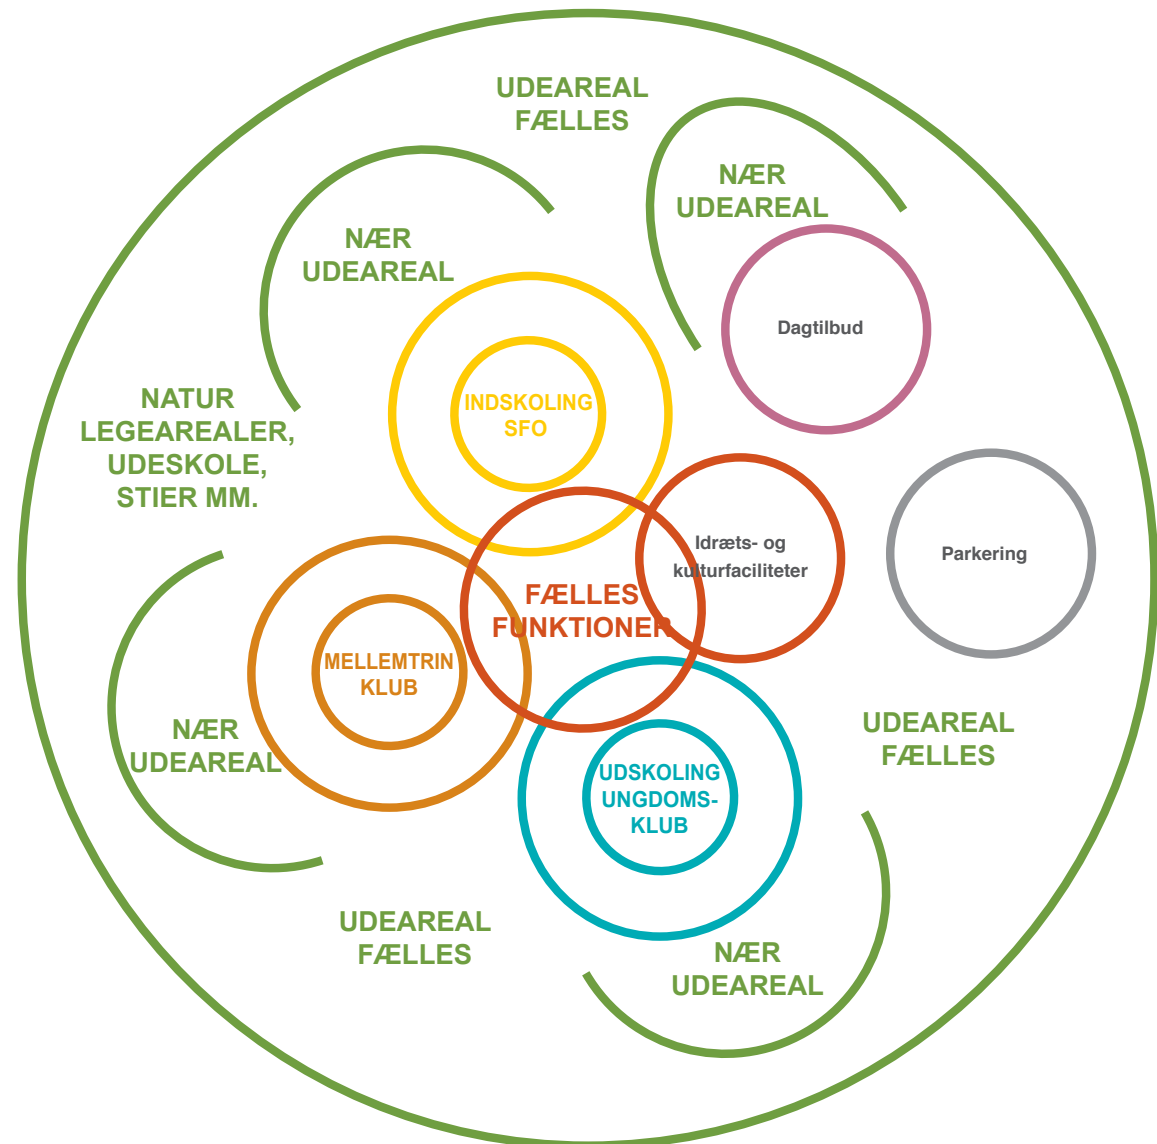 UDEAREAL
FÆLLES
NÆR
UDEAREAL
NÆR
UDEAREAL
Dagtilbud
INDSKOLING
SFO
NATUR
LEGEAREALER,
UDESKOLE,
STIER MM.
Idræts- og
kulturfaciliteter
Parkering
FÆLLES
FUNKTIONER
MELLEMTRIN
KLUB
NÆR
UDEAREAL
UDEAREAL
FÆLLES
UDSKOLING
UNGDOMS-
KLUB
UDEAREAL
FÆLLES
NÆR
UDEAREAL